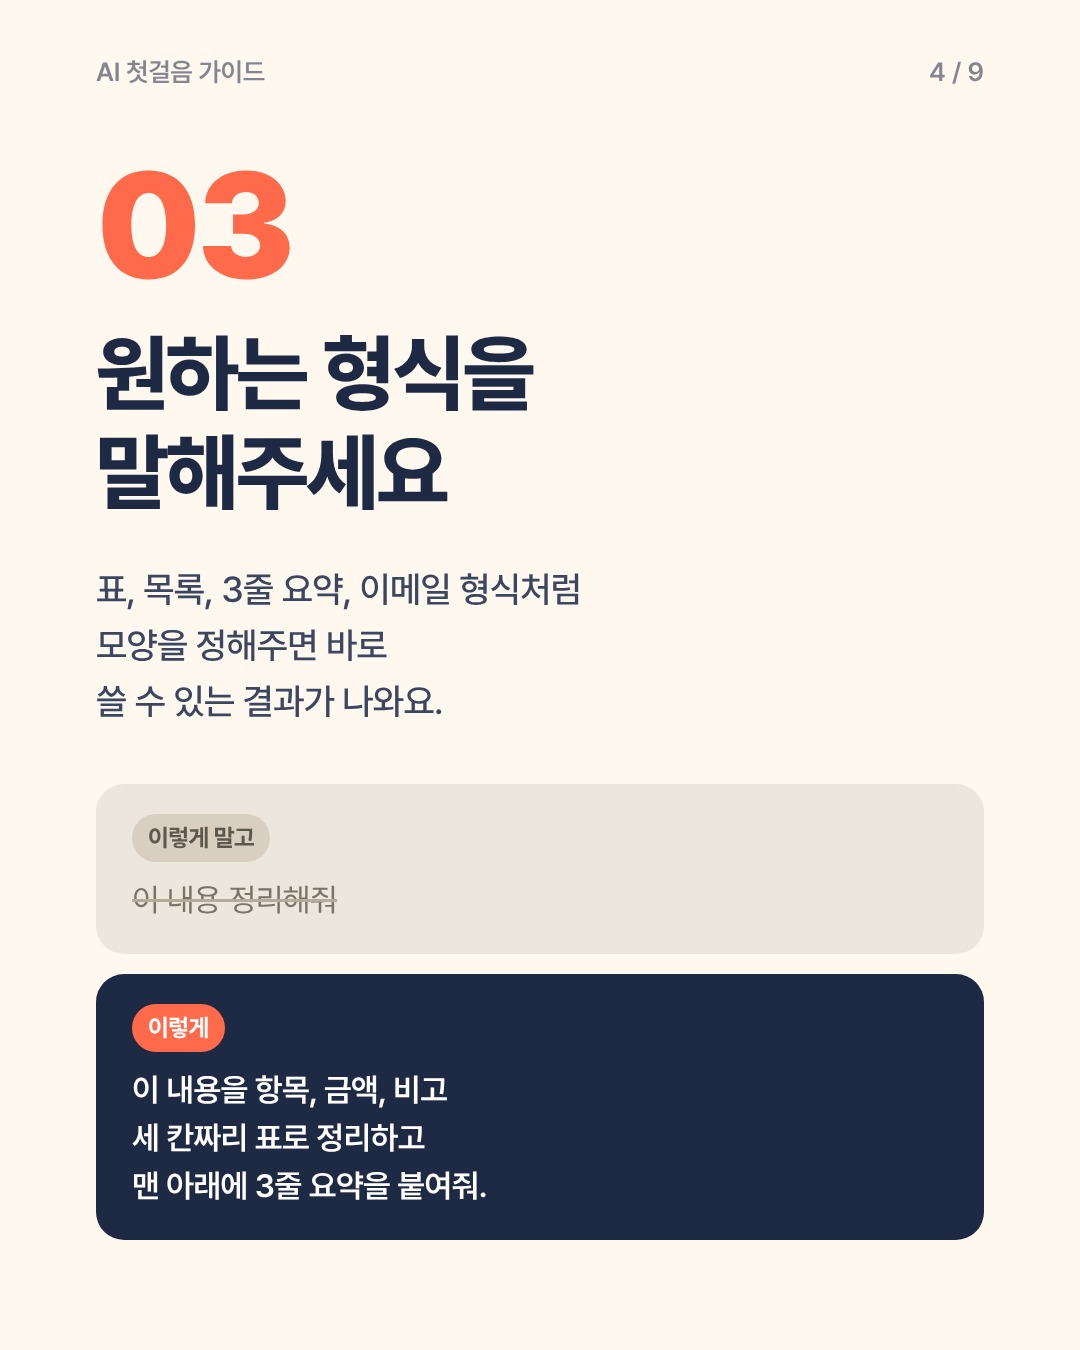 AI 첫걸음 가이드
4 / 9
03
원하는 형식을
말해주세요
표, 목록, 3줄 요약, 이메일 형식처럼
모양을 정해주면 바로
쓸 수 있는 결과가 나와요.
이렇게 말고
이 내용 정리해줘
이렇게
이 내용을 항목, 금액, 비고
세 칸짜리 표로 정리하고
맨 아래에 3줄 요약을 붙여줘.